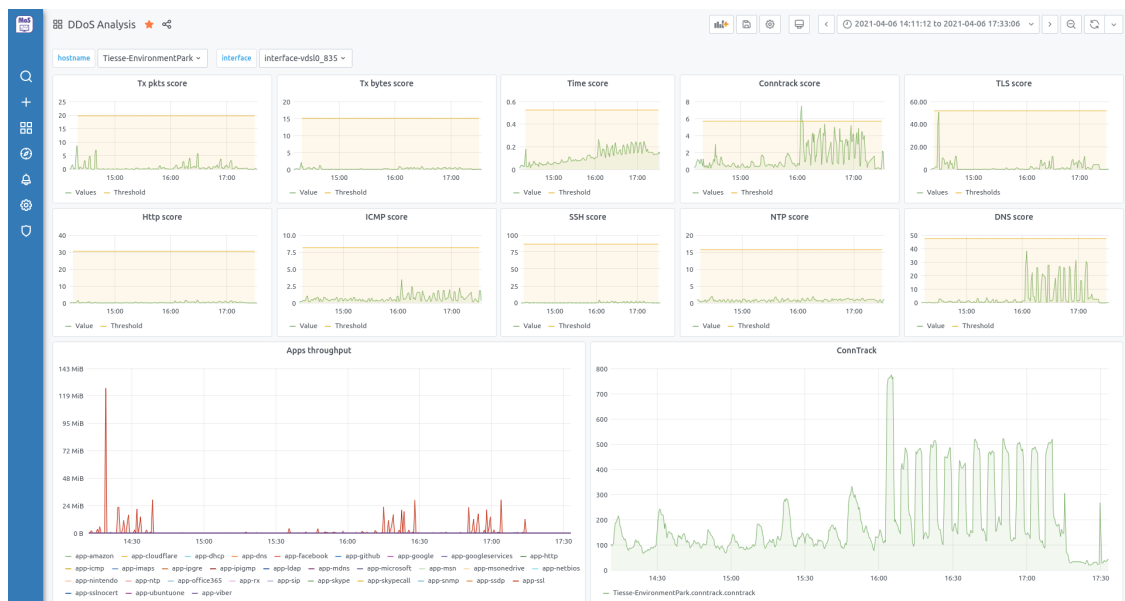 MoS
DDoS Analysis
2021-04-06 14:11:12 to 2021-04-06 17:33:06
hostname Tiesse-EnvironmentPark interface interface-vdsl0_835
Tx pkts score
25
20
15
10
5
0
15:00 16:00 17:00
Values Threshold
Tx bytes score
20
15
10
5
0
15:00 16:00 17:00
Value Threshold
Time score
0.6
0.4
0.2
0
15:00 16:00 17:00
Value Threshold
Conntrack score
8
6
4
2
0
15:00 16:00 17:00
Values Threshold
TLS score
60.00
40.00
20.00
0
15:00 16:00 17:00
Values Thresholds
Http score
40
30
20
10
0
15:00 16:00 17:00
Value Threshold
ICMP score
10.0
7.5
5.0
2.5
0
15:00 16:00 17:00
Value Threshold
SSH score
100
75
50
25
0
15:00 16:00 17:00
Value Threshold
NTP score
20
15
10
5
0
15:00 16:00 17:00
Value Threshold
DNS score
50
40
30
20
10
0
15:00 16:00 17:00
Value Threshold
Apps throughput
143 MiB
119 MiB
95 MiB
72 MiB
48 MiB
24 MiB
0 B
14:30 15:00 15:30 16:00 16:30 17:00 17:30
app-amazon app-cloudflare app-dhcp app-dns app-facebook app-github app-google app-googleservices app-http
app-icmp app-imaps app-ipgre app-ipigmp app-ldap app-mdns app-microsoft app-msn app-msonedrive app-netbios
app-nintendo app-ntp app-office365 app-rx app-sip app-skype app-skypecall app-snmp app-ssdp app-ssl
app-sslnocert app-ubuntuone app-viber
ConnTrack
800
700
600
500
400
300
200
100
0
14:30 15:00 15:30 16:00 16:30 17:00 17:30
Tiesse-EnvironmentPark.conntrack.conntrack